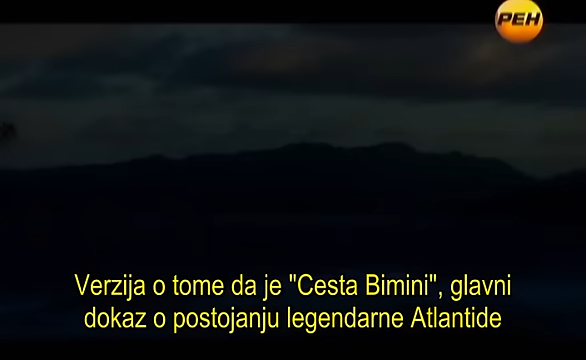 РЕН
Verzija o tome da je "Cesta Bimini", glavni
dokaz o postojanju legendarne Atlantide